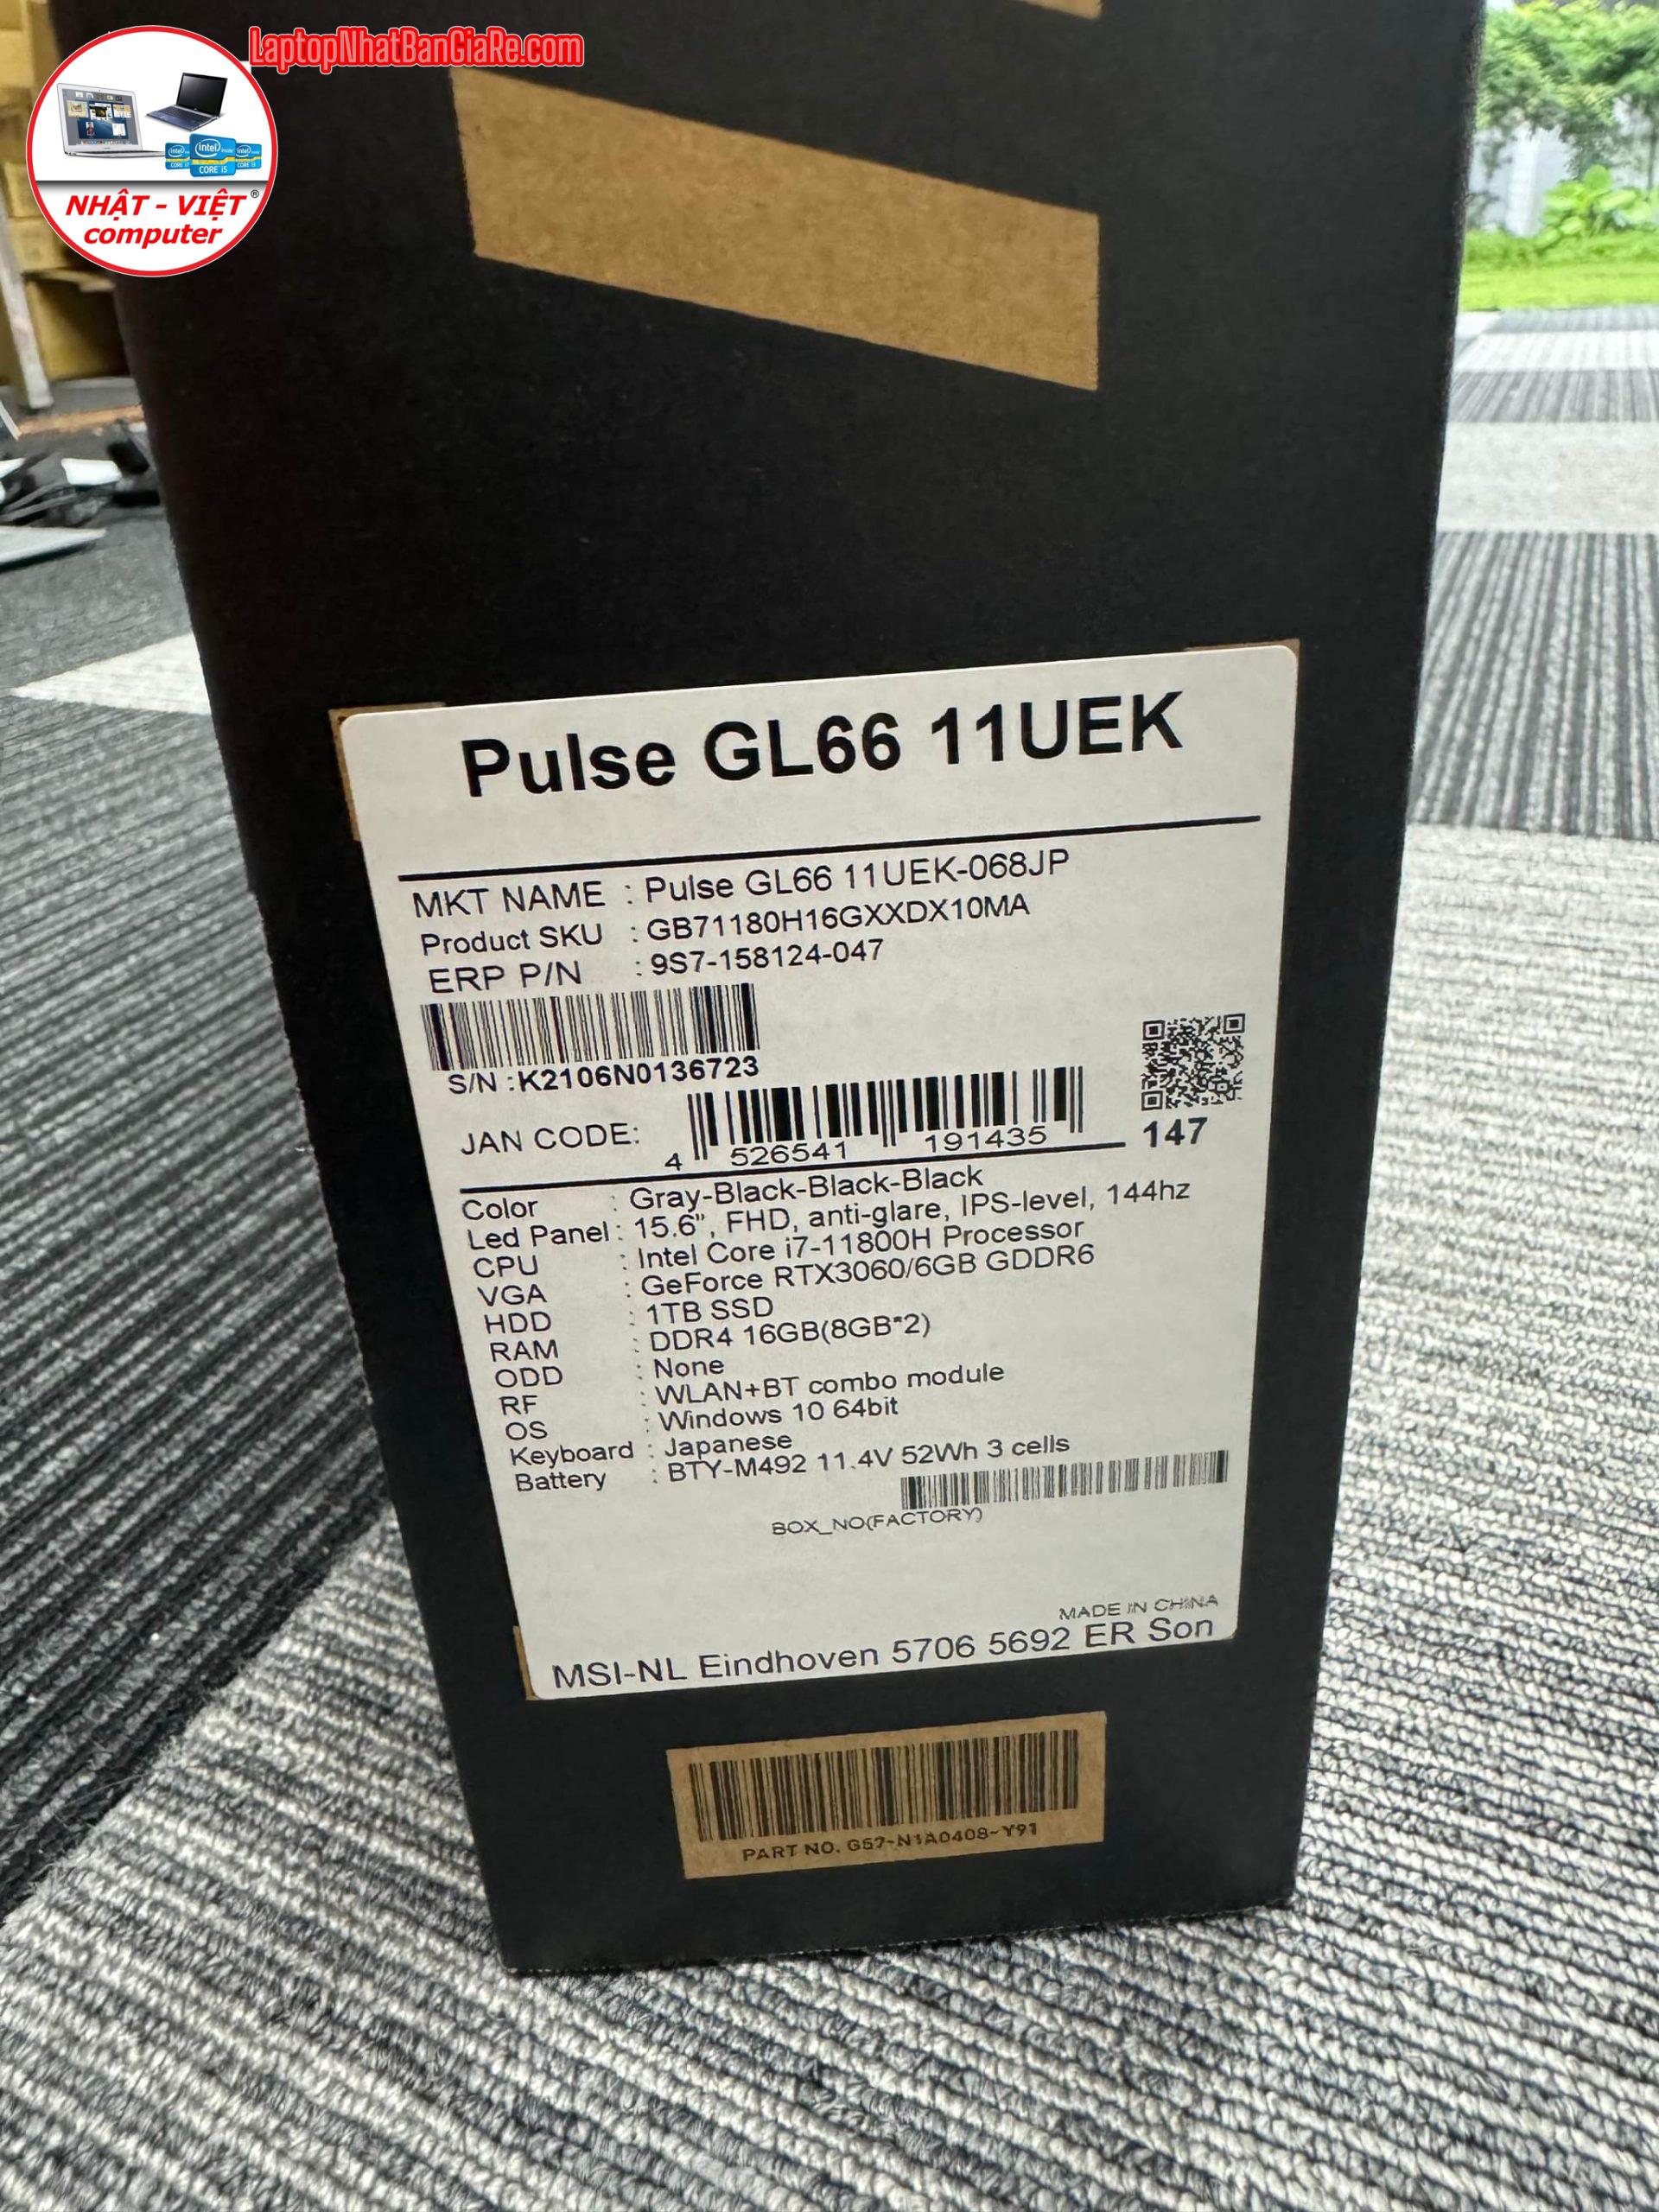 LaptopNhatBanGiaRe.com
intel
CORE i5
NHẬT - VIỆT ®
computer
Pulse GL66 11UEK
MKT NAME : Pulse GL66 11UEK-068JP
Product SKU : GB71180H16GXXDX10MA
ERP P/N : 9S7-158124-047
S/N :K2106N0136723
JAN CODE: 4 526541 191435
147
Color : Gray-Black-Black-Black
Led Panel : 15.6", FHD, anti-glare, IPS-level, 144hz
CPU : Intel Core i7-11800H Processor
VGA : GeForce RTX3060/6GB GDDR6
HDD : 1TB SSD
RAM : DDR4 16GB(8GB*2)
ODD : None
RF : WLAN+BT combo module
OS : Windows 10 64bit
Keyboard : Japanese
Battery : BTY-M492 11.4V 52Wh 3 cells
BOX_NO(FACTORY)
MADE IN CHINA
MSI-NL Eindhoven 5706 5692 ER Son
PART NO. G57-N1A0408-Y91